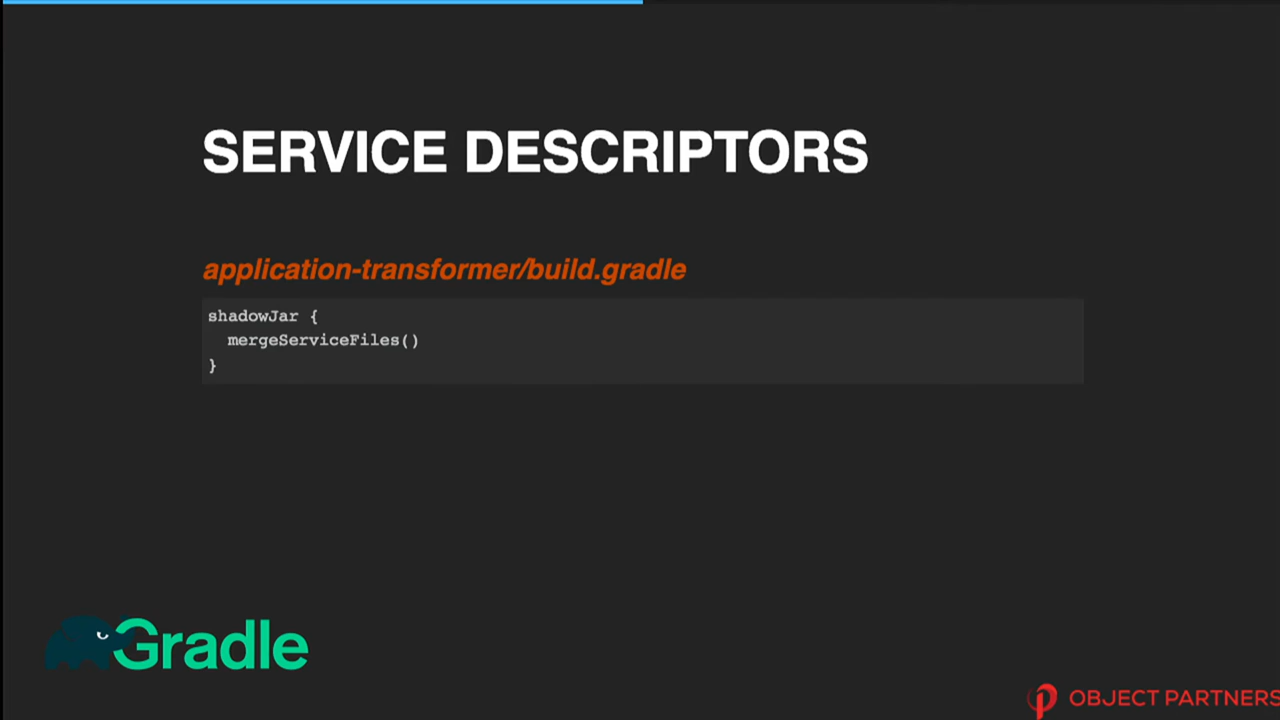 SERVICE DESCRIPTORS
application-transformer/build.gradle
shadowJar {
  mergeServiceFiles()
}
Gradle
OBJECT PARTNERS